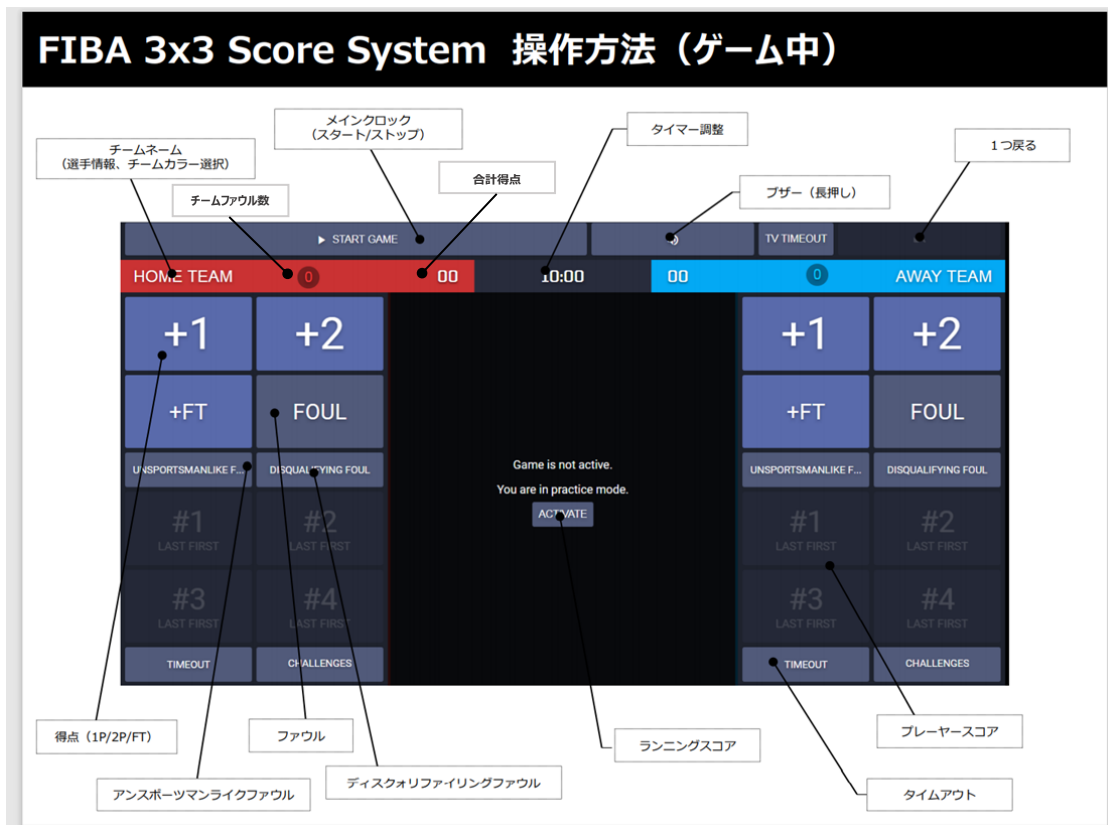 FIBA 3x3 Score System 操作方法（ゲーム中）
メインクロック
（スタート/ストップ）
タイマー調整
１つ戻る
チームネーム
（選手情報、チームカラー選択）
合計得点
チームファウル数
ブザー（長押し）
START GAME
TV TIMEOUT
HOME TEAM 0 00 10:00 00 0 AWAY TEAM
+1 +2 +1 +2
+FT FOUL +FT FOUL
UNSPORTSMANLIKE F... DISQUALIFYING FOUL UNSPORTSMANLIKE F... DISQUALIFYING FOUL
Game is not active.
You are in practice mode.
ACTIVATE
#1 #2 #1 #2
LAST FIRST LAST FIRST LAST FIRST LAST FIRST
#3 #4 #3 #4
LAST FIRST LAST FIRST LAST FIRST LAST FIRST
TIMEOUT CHALLENGES TIMEOUT CHALLENGES
得点（1P/2P/FT）
ファウル
ランニングスコア
プレーヤースコア
アンスポーツマンライクファウル
ディスクォリファイリングファウル
タイムアウト